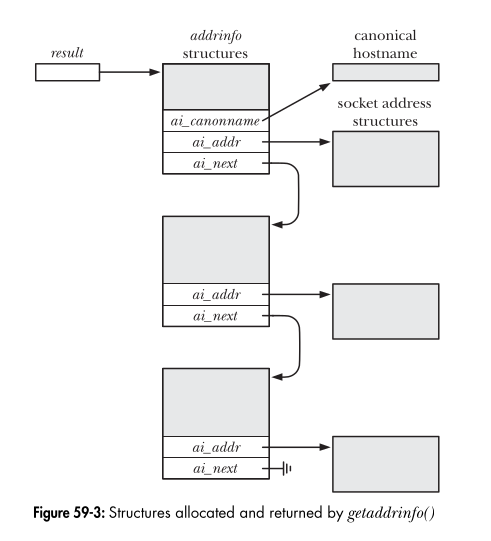 result
addrinfo
structures
canonical
hostname
ai_canonname
ai_addr
ai_next
socket address
structures
ai_addr
ai_next
ai_addr
ai_next
Figure 59-3: Structures allocated and returned by getaddrinfo()